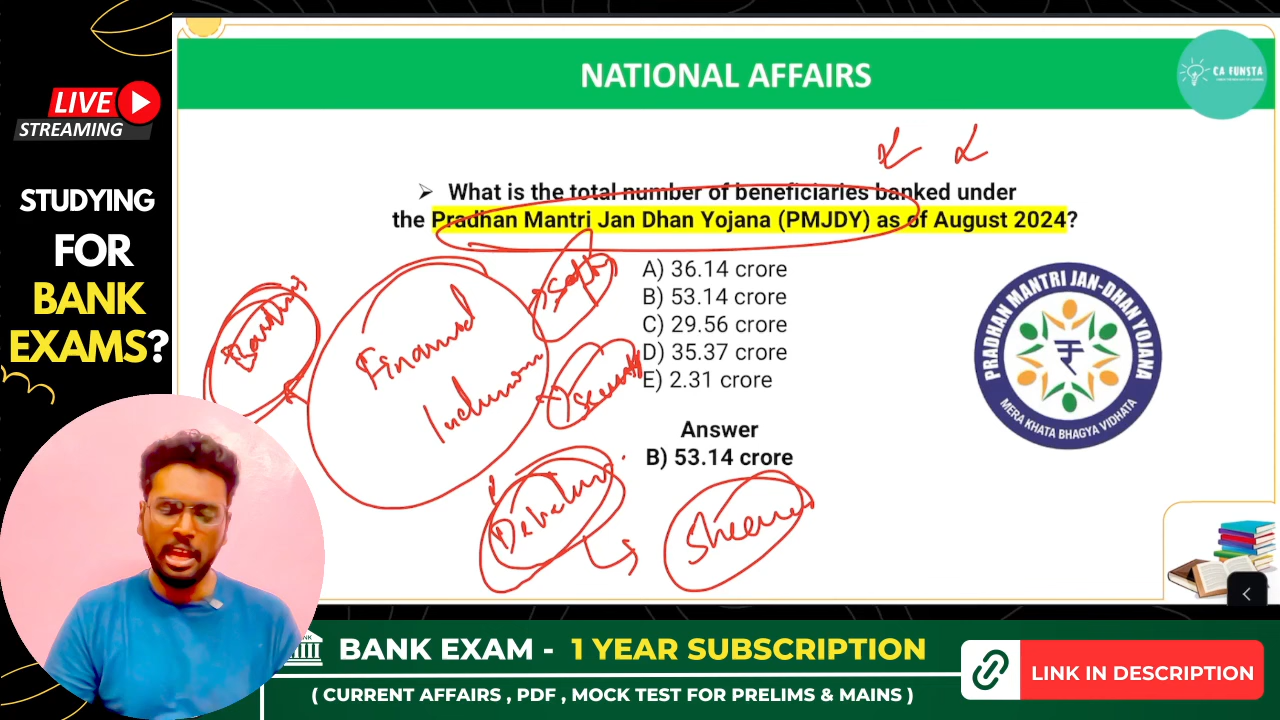 LIVE
STREAMING
STUDYING
FOR
BANK
EXAMS?
NATIONAL AFFAIRS
CA FUNSTA
➢ What is the total number of beneficiaries banked under
the Pradhan Mantri Jan Dhan Yojana (PMJDY) as of August 2024?
A) 36.14 crore
B) 53.14 crore
C) 29.56 crore
D) 35.37 crore
E) 2.31 crore
Answer
B) 53.14 crore
Financial
Inclusion
PRADHAN MANTRI JAN-DHAN YOJANA
₹
MERA KHATA BHAGYA VIDHATA
BANK EXAM - 1 YEAR SUBSCRIPTION
( CURRENT AFFAIRS , PDF , MOCK TEST FOR PRELIMS & MAINS )
LINK IN DESCRIPTION